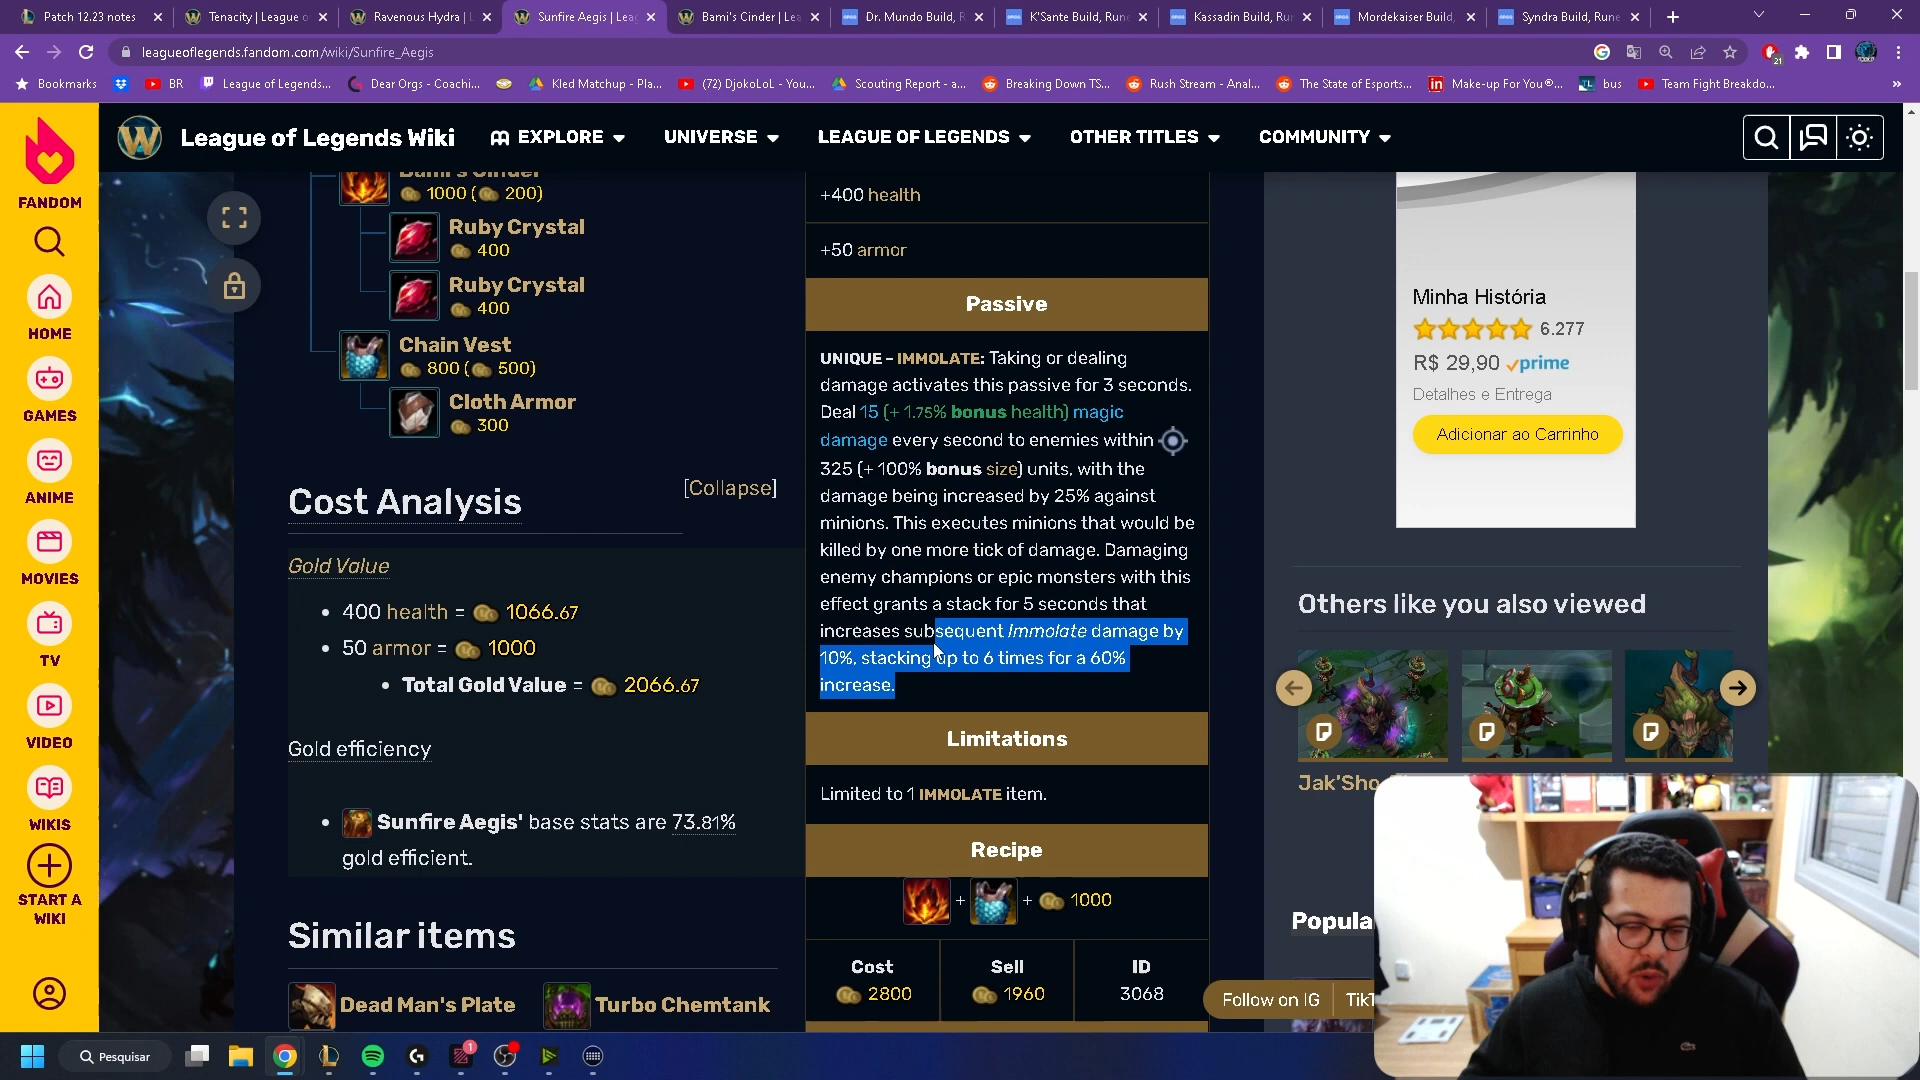 Patch 12.23 notes
Tenacity | League o
Ravenous Hydra | L
Sunfire Aegis | Leag
Bami's Cinder | Lea
Dr. Mundo Build, R
K'Sante Build, Rune
Kassadin Build, Ru
Mordekaiser Build,
Syndra Build, Rune
leagueoflegends.fandom.com/wiki/Sunfire_Aegis
21
Bookmarks
BR
League of Legends...
Dear Orgs - Coachi...
Kled Matchup - Pla...
(72) DjokoLoL - You...
Scouting Report - a...
Breaking Down TS...
Rush Stream - Anal...
The State of Esports...
Make-up For You®...
bus
Team Fight Breakdo...
League of Legends Wiki
EXPLORE
UNIVERSE
LEAGUE OF LEGENDS
OTHER TITLES
COMMUNITY
FANDOM
HOME
GAMES
ANIME
MOVIES
TV
VIDEO
WIKIS
START A
WIKI
Bami's Cinder
1000 ( 200)
Ruby Crystal
400
Ruby Crystal
400
Chain Vest
800 ( 500)
Cloth Armor
300
Cost Analysis
[Collapse]
Gold Value
400 health = 1066.67
50 armor = 1000
Total Gold Value = 2066.67
Gold efficiency
Sunfire Aegis' base stats are 73.81%
gold efficient.
Similar items
Dead Man's Plate
Turbo Chemtank
+400 health
+50 armor
Passive
UNIQUE – IMMOLATE: Taking or dealing
damage activates this passive for 3 seconds.
Deal 15 (+ 1.75% bonus health) magic
damage every second to enemies within
325 (+ 100% bonus size) units, with the
damage being increased by 25% against
minions. This executes minions that would be
killed by one more tick of damage. Damaging
enemy champions or epic monsters with this
effect grants a stack for 5 seconds that
increases subsequent Immolate damage by
10%, stacking up to 6 times for a 60%
increase.
Limitations
Limited to 1 IMMOLATE item.
Recipe
+ + 1000
Cost
Sell
ID
2800
1960
3068
Minha História
6.277
R$ 29,90 prime
Detalhes e Entrega
Adicionar ao Carrinho
Others like you also viewed
Jak'Sho
Popula
Follow on IG
TikT
Pesquisar
1